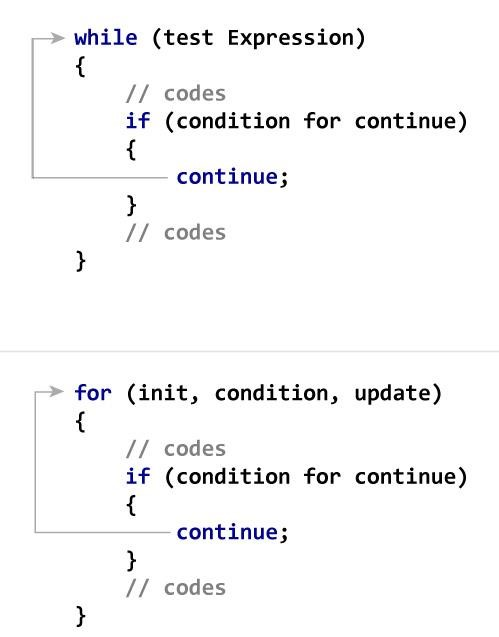 while (test Expression)
{
// codes
if (condition for continue)
{
continue;
}
// codes
}
for (init, condition, update)
{
// codes
if (condition for continue)
{
continue;
}
// codes
}